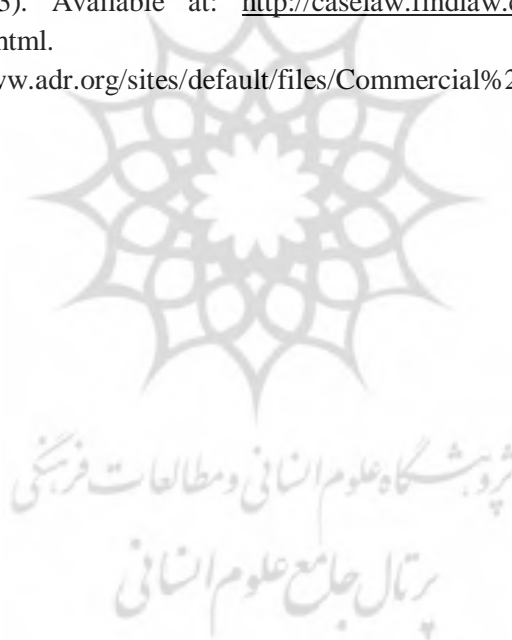 5). Available at: http://caselaw.findlaw.c
html.
ww.adr.org/sites/default/files/Commercial%2
پژوهشگاه علوم انسانی و مطالعات فرهنگی
پرتال جامع علوم انسانی